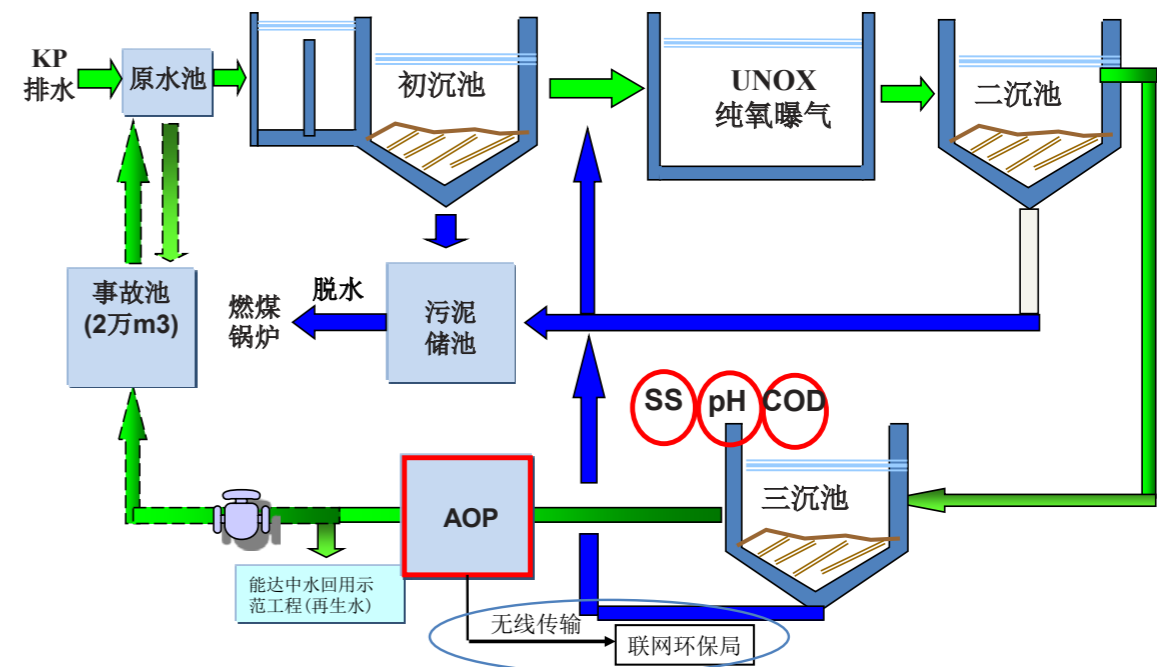 KP
排水
原水池
初沉池
UNOX
纯氧曝气
二沉池
事故池
(2万m3)
燃煤
锅炉
脱水
污泥
储池
SS
pH
COD
三沉池
AOP
能达中水回用示
范工程(再生水)
无线传输
联网环保局